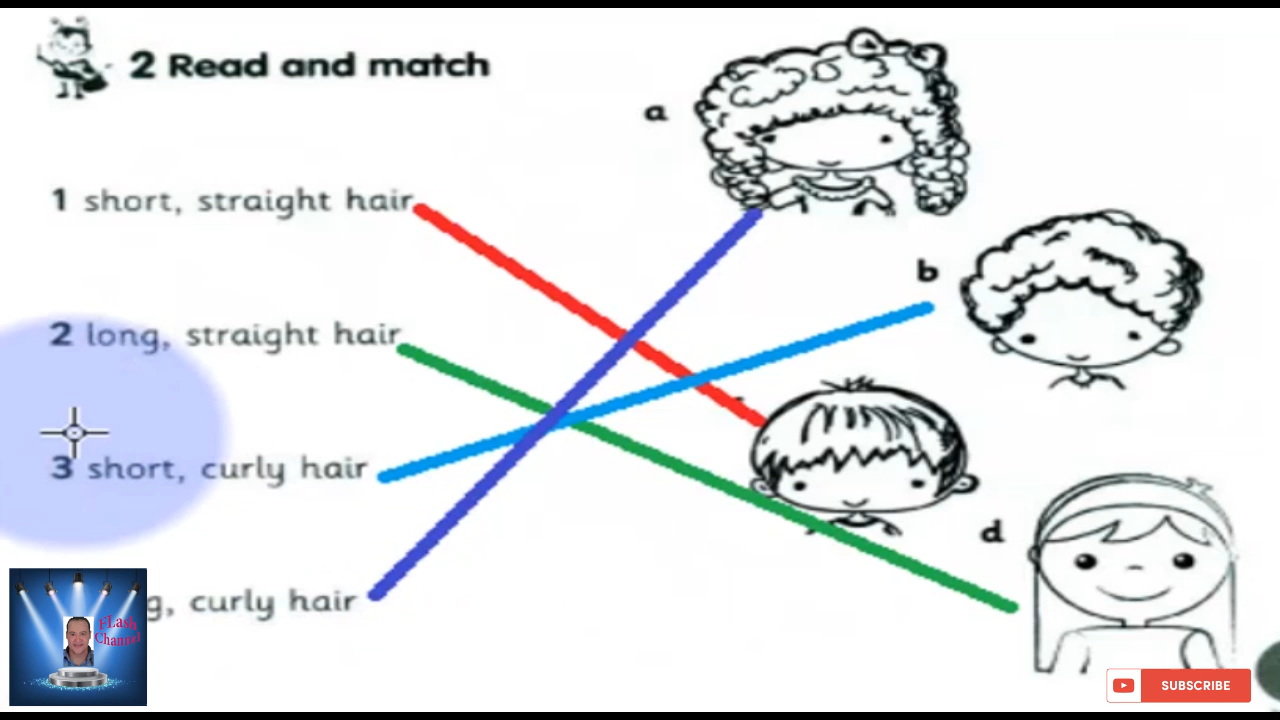 2 Read and match
a
1 short, straight hair
b
2 long, straight hair
3 short, curly hair
d
g, curly hair
FLash
Channel
SUBSCRIBE